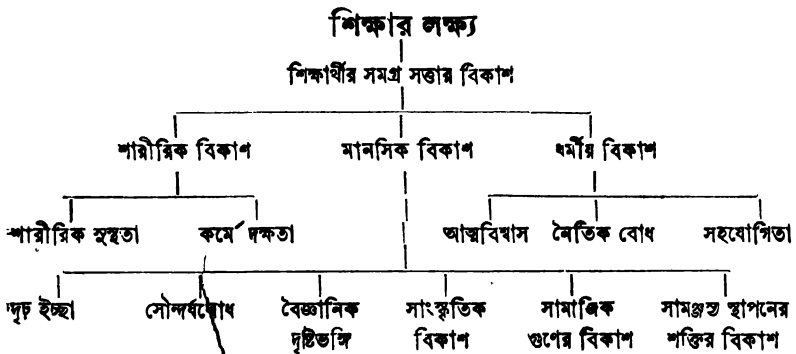 শিক্ষার লক্ষ্য
শিক্ষার্থীর সমগ্র সত্তার বিকাশ
শারীরিক বিকাশ মানসিক বিকাশ ধর্মীয় বিকাশ
শারীরিক সুস্থতা কর্মে দক্ষতা আত্মবিশ্বাস নৈতিক বোধ সহযোগিতা
দৃঢ় ইচ্ছা সৌন্দর্যবোধ বৈজ্ঞানিক সাংস্কৃতিক সামাজিক সামঞ্জস্য স্থাপনের
দৃষ্টিভঙ্গি বিকাশ গুণের বিকাশ শক্তির বিকাশ